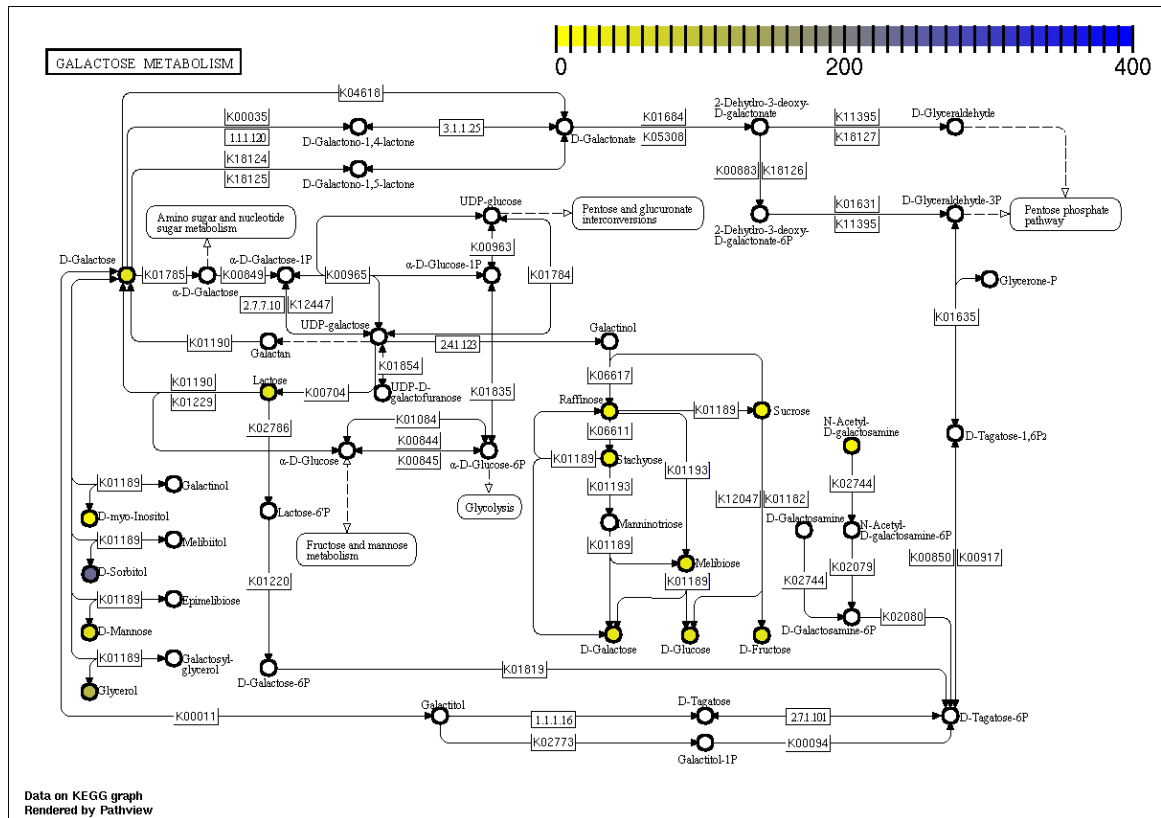 GALACTOSE METABOLISM
0 200 400
K04618
K00035
1.1.1.120
D-Galactono-1,4-lactone
3.1.1.25
D-Galactonate
K01684
K05308
2-Dehydro-3-deoxy-
D-galactonate
K11395
K18127
D-Glyceraldehyde
K18124
K18125
D-Galactono-1,5-lactone
K00883
K18126
UDP-glucose
Pentose and glucuronate
interconversions
2-Dehydro-3-deoxy-
D-galactonate-6P
K01631
K11395
D-Glyceraldehyde-3P
Pentose phosphate
pathway
Amino sugar and nucleotide
sugar metabolism
K00963
D-Galactose
K01785
α-D-Galactose
K00849
α-D-Galactose-1P
K00965
α-D-Glucose-1P
K01784
Glycerone-P
2.7.7.10
K12447
K01635
UDP-galactose
K01190
Galactan
2.4.1.123
Galactinol
K01854
K01190
K01229
Lactose
K00704
UDP-D-
galactofuranose
K01835
K06617
K02786
Raffinose
K01189
Sucrose
N-Acetyl-
D-galactosamine
K01084
K00844
K00845
α-D-Glucose
α-D-Glucose-6P
K06611
K01189
Stachyose
K01193
D-Tagatose-1,6P2
K01189
Galactinol
Glycolysis
K01193
K12047
K01182
K02744
D-myo-Inositol
Lactose-6'P
Manninotriose
D-Galactosamine
N-Acetyl-
D-galactosamine-6P
K01189
Melibiitol
Fructose and mannose
metabolism
K01189
K00850
K00917
D-Sorbitol
K01220
Melibiose
K02744
K02079
K01189
K01189
Epimelibiose
K02080
D-Mannose
D-Galactose
D-Glucose
D-Fructose
D-Galactosamine-6P
K01189
Galactosyl-
glycerol
D-Galactose-6P
K01819
Glycerol
K00011
Galactitol
1.1.1.16
D-Tagatose
2.7.1.101
D-Tagatose-6P
K02773
Galactitol-1P
K00094
Data on KEGG graph
Rendered by Pathview